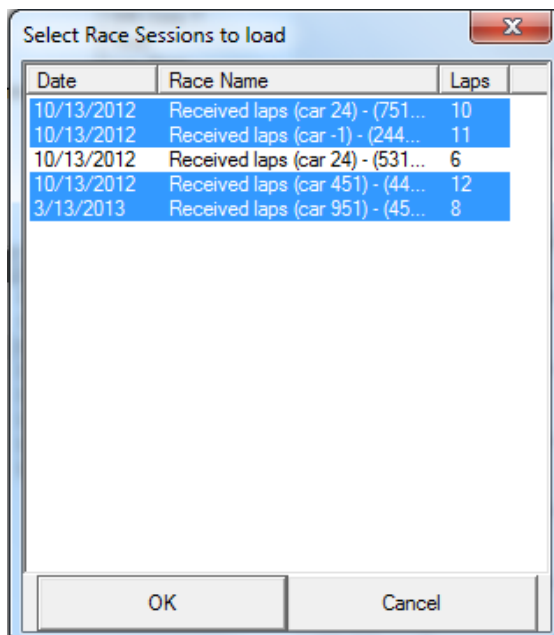 Select Race Sessions to load
Date Race Name Laps
10/13/2012 Received laps (car 24) - (751... 10
10/13/2012 Received laps (car -1) - (244... 11
10/13/2012 Received laps (car 24) - (531... 6
10/13/2012 Received laps (car 451) - (44... 12
3/13/2013 Received laps (car 951) - (45... 8
OK Cancel